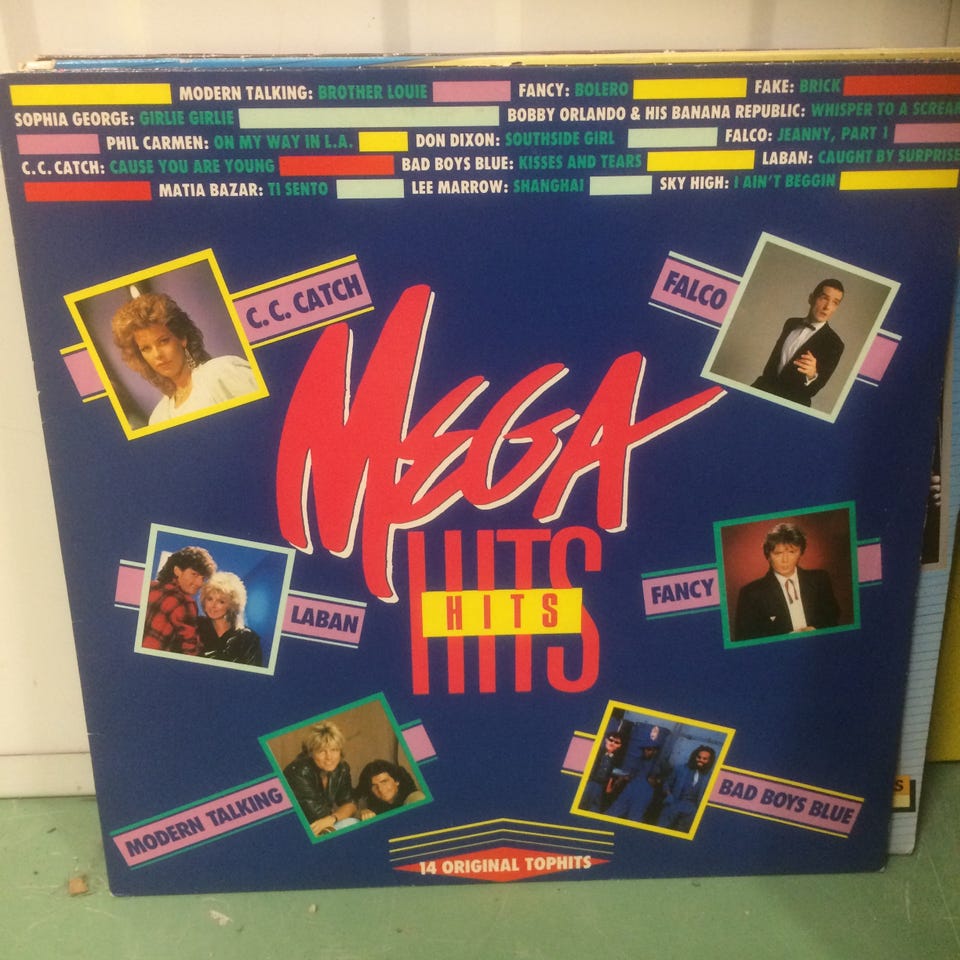 MODERN TALKING: BROTHER LOUIE FANCY: BOLERO FAKE: BRICK
SOPHIA GEORGE: GIRLIE GIRLIE BOBBY ORLANDO & HIS BANANA REPUBLIC: WHISPER TO A SCREAM
PHIL CARMEN: ON MY WAY IN L.A. DON DIXON: SOUTHSIDE GIRL FALCO: JEANNY, PART 1
C.C. CATCH: CAUSE YOU ARE YOUNG BAD BOYS BLUE: KISSES AND TEARS LABAN: CAUGHT BY SURPRISE
MATIA BAZAR: TI SENTO LEE MARROW: SHANGHAI SKY HIGH: I AIN'T BEGGIN
C.C. CATCH
FALCO
MEGA
HITS
HITS
LABAN
FANCY
MODERN TALKING
BAD BOYS BLUE
14 ORIGINAL TOPHITS